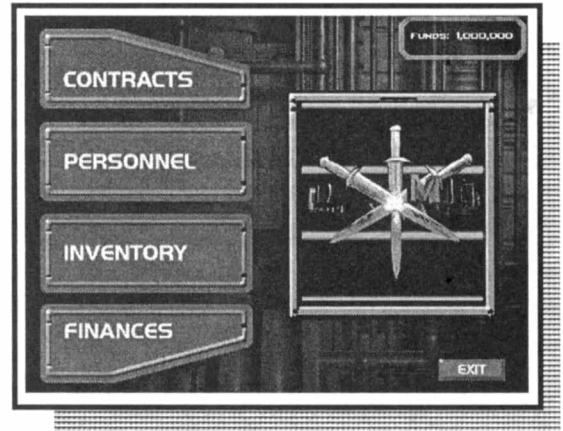 FUNDS: 1,000,000
CONTRACTS
PERSONNEL
INVENTORY
FINANCES
EXIT